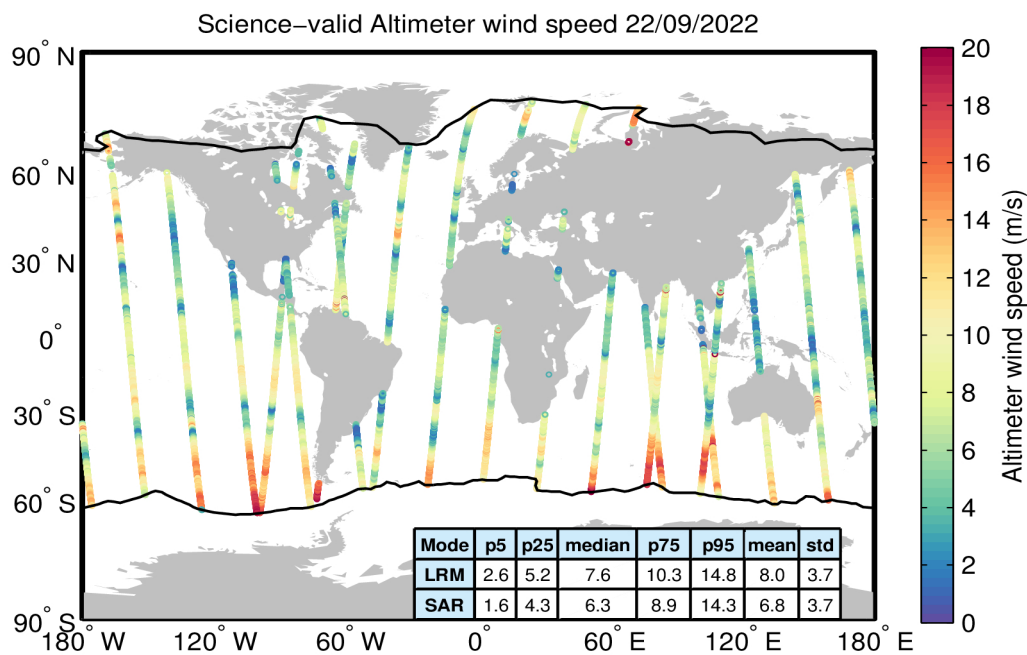 Science−valid Altimeter wind speed 22/09/2022
90° N
60° N
30° N
0°
30° S
60° S
90° S
180° W
120° W
60° W
0°
60° E
120° E
180° E
Mode p5 p25 median p75 p95 mean std
LRM 2.6 5.2 7.6 10.3 14.8 8.0 3.7
SAR 1.6 4.3 6.3 8.9 14.3 6.8 3.7
20
18
16
14
12
10
8
6
4
2
0
Altimeter wind speed (m/s)